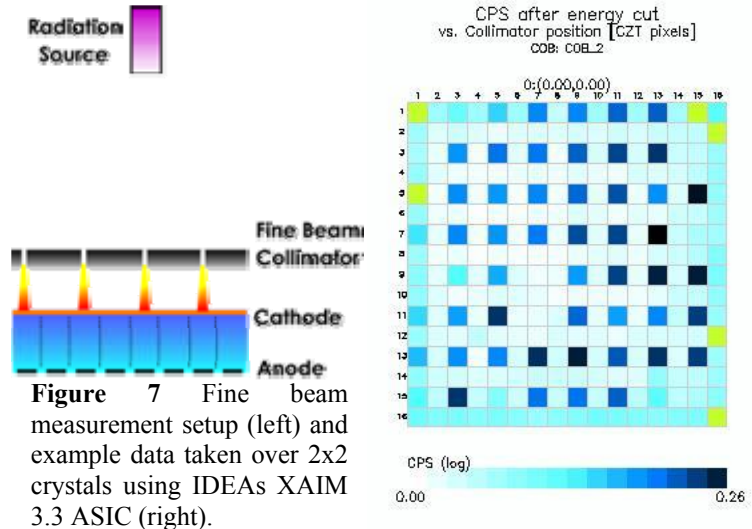 Radiation
Source
Fine Beam
Collimator
Cathode
Anode
Figure 7 Fine beam
measurement setup (left) and
example data taken over 2x2
crystals using IDEAs XAIM
3.3 ASIC (right).
CPS after energy cut
vs. Collimator position [CZT pixels]
COB: COB_2
0:(0.00,0.00)
1 2 3 4 5 6 7 8 9 10 11 12 13 14 15 16
1
2
3
4
5
6
7
8
9
10
11
12
13
14
15
16
CPS (log)
0.00 0.26